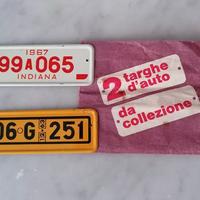 1967
99A065
INDIANA
06·G 251
2 targhe
d'auto
da
collezione